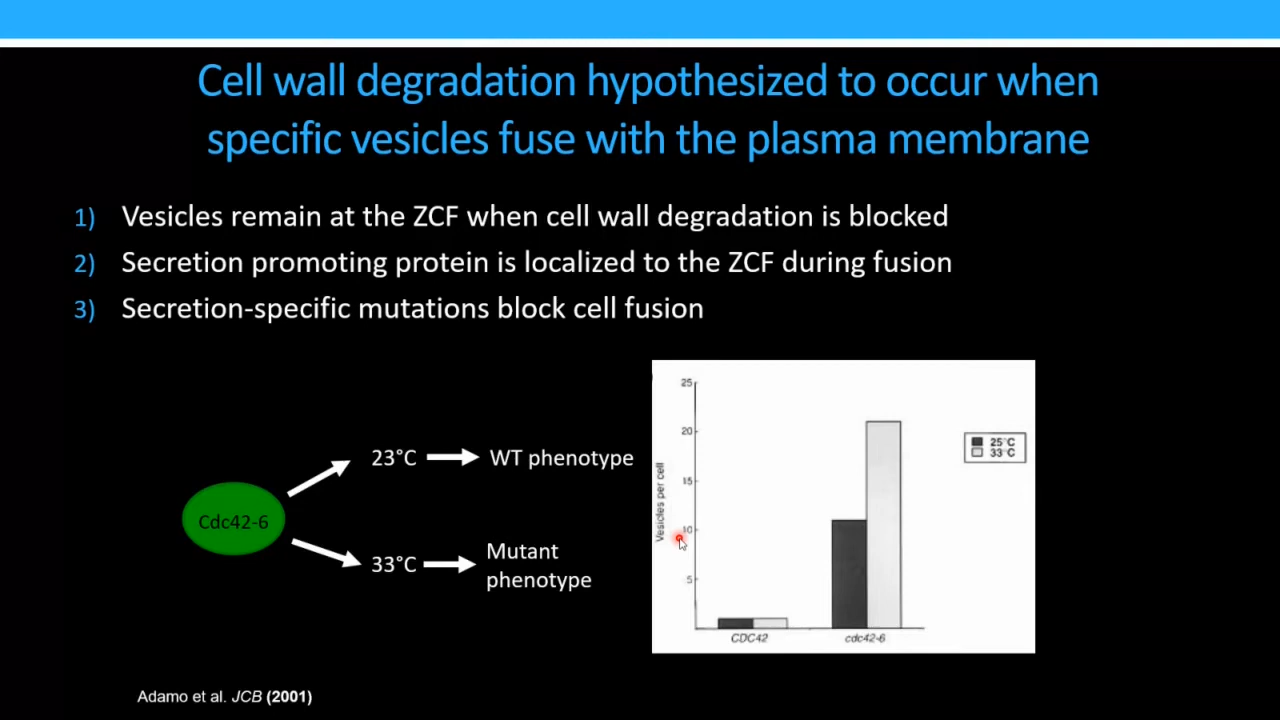 Cell wall degradation hypothesized to occur when
specific vesicles fuse with the plasma membrane
1) Vesicles remain at the ZCF when cell wall degradation is blocked
2) Secretion promoting protein is localized to the ZCF during fusion
3) Secretion-specific mutations block cell fusion
Cdc42-6
23°C
WT phenotype
33°C
Mutant
phenotype
Vesicles per cell
25
20
15
10
5
CDC42
cdc42-6
25°C
33°C
Adamo et al. JCB (2001)